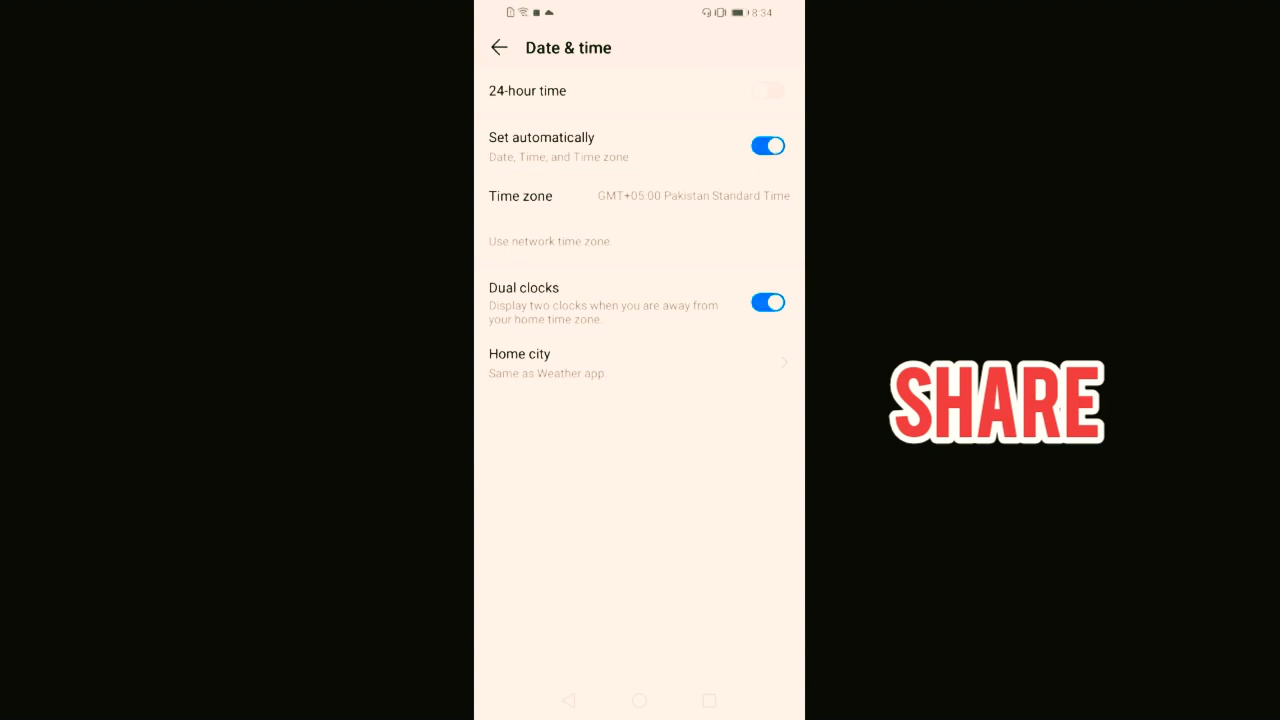 8:34
Date & time
24-hour time
Set automatically
Date, Time, and Time zone
Time zone GMT+05:00 Pakistan Standard Time
Use network time zone.
Dual clocks
Display two clocks when you are away from
your home time zone.
Home city
Same as Weather app.
SHARE